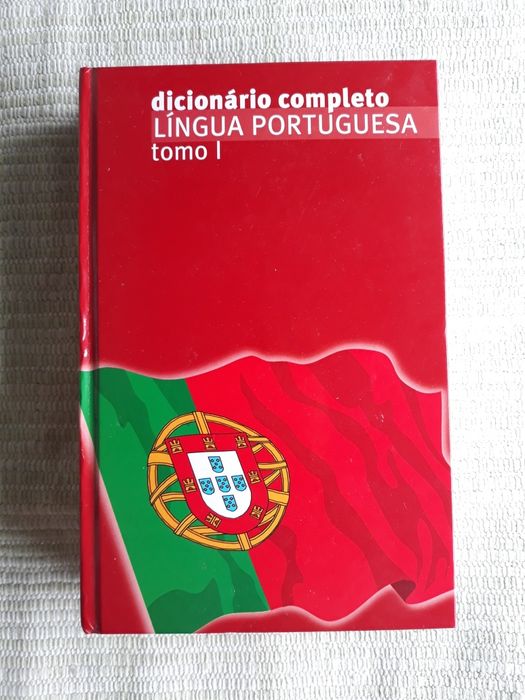 dicionário completo
LÍNGUA PORTUGUESA
tomo I